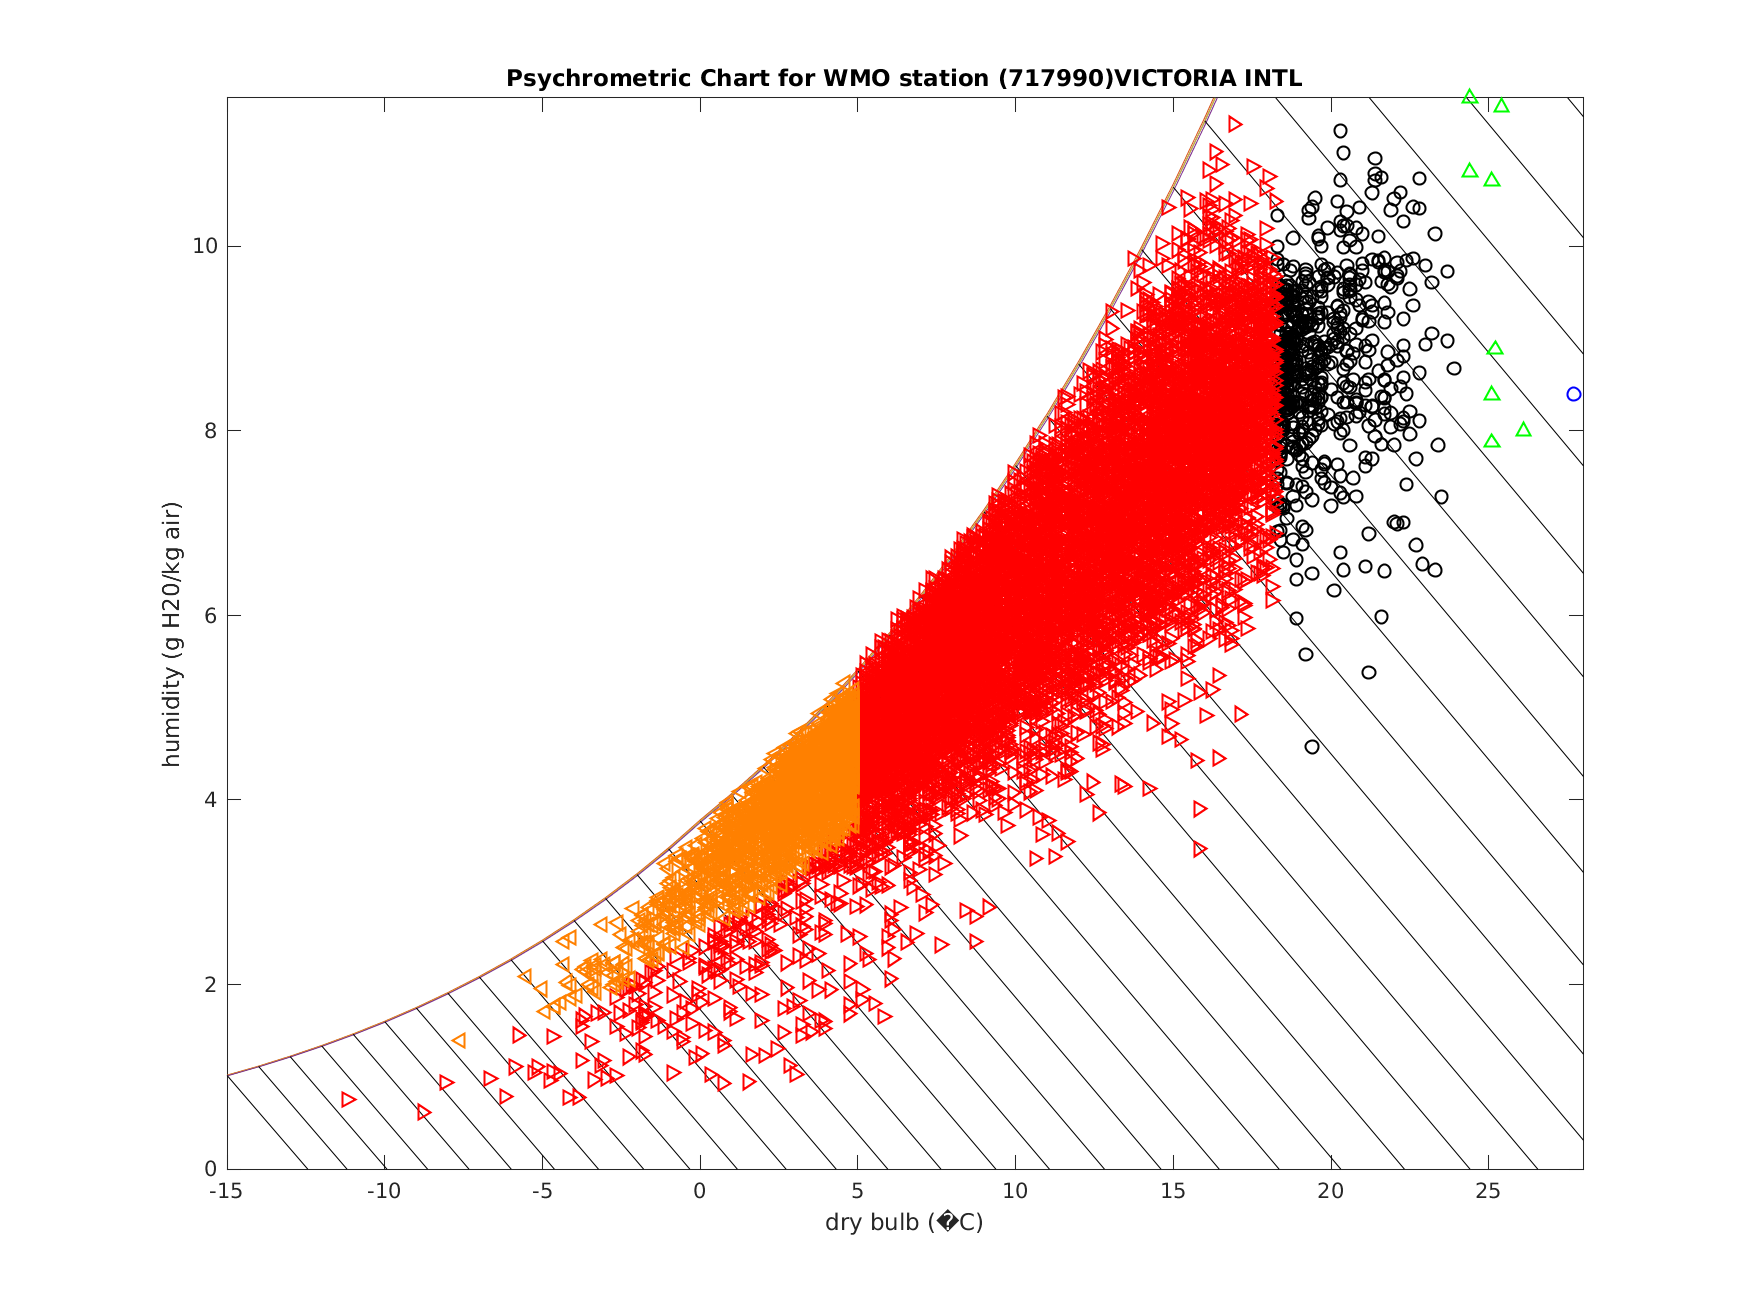 Psychrometric Chart for WMO station (717990)VICTORIA INTL
humidity (g H20/kg air)
10
8
6
4
2
0
-15 -10 -5 0 5 10 15 20 25
dry bulb (�C)